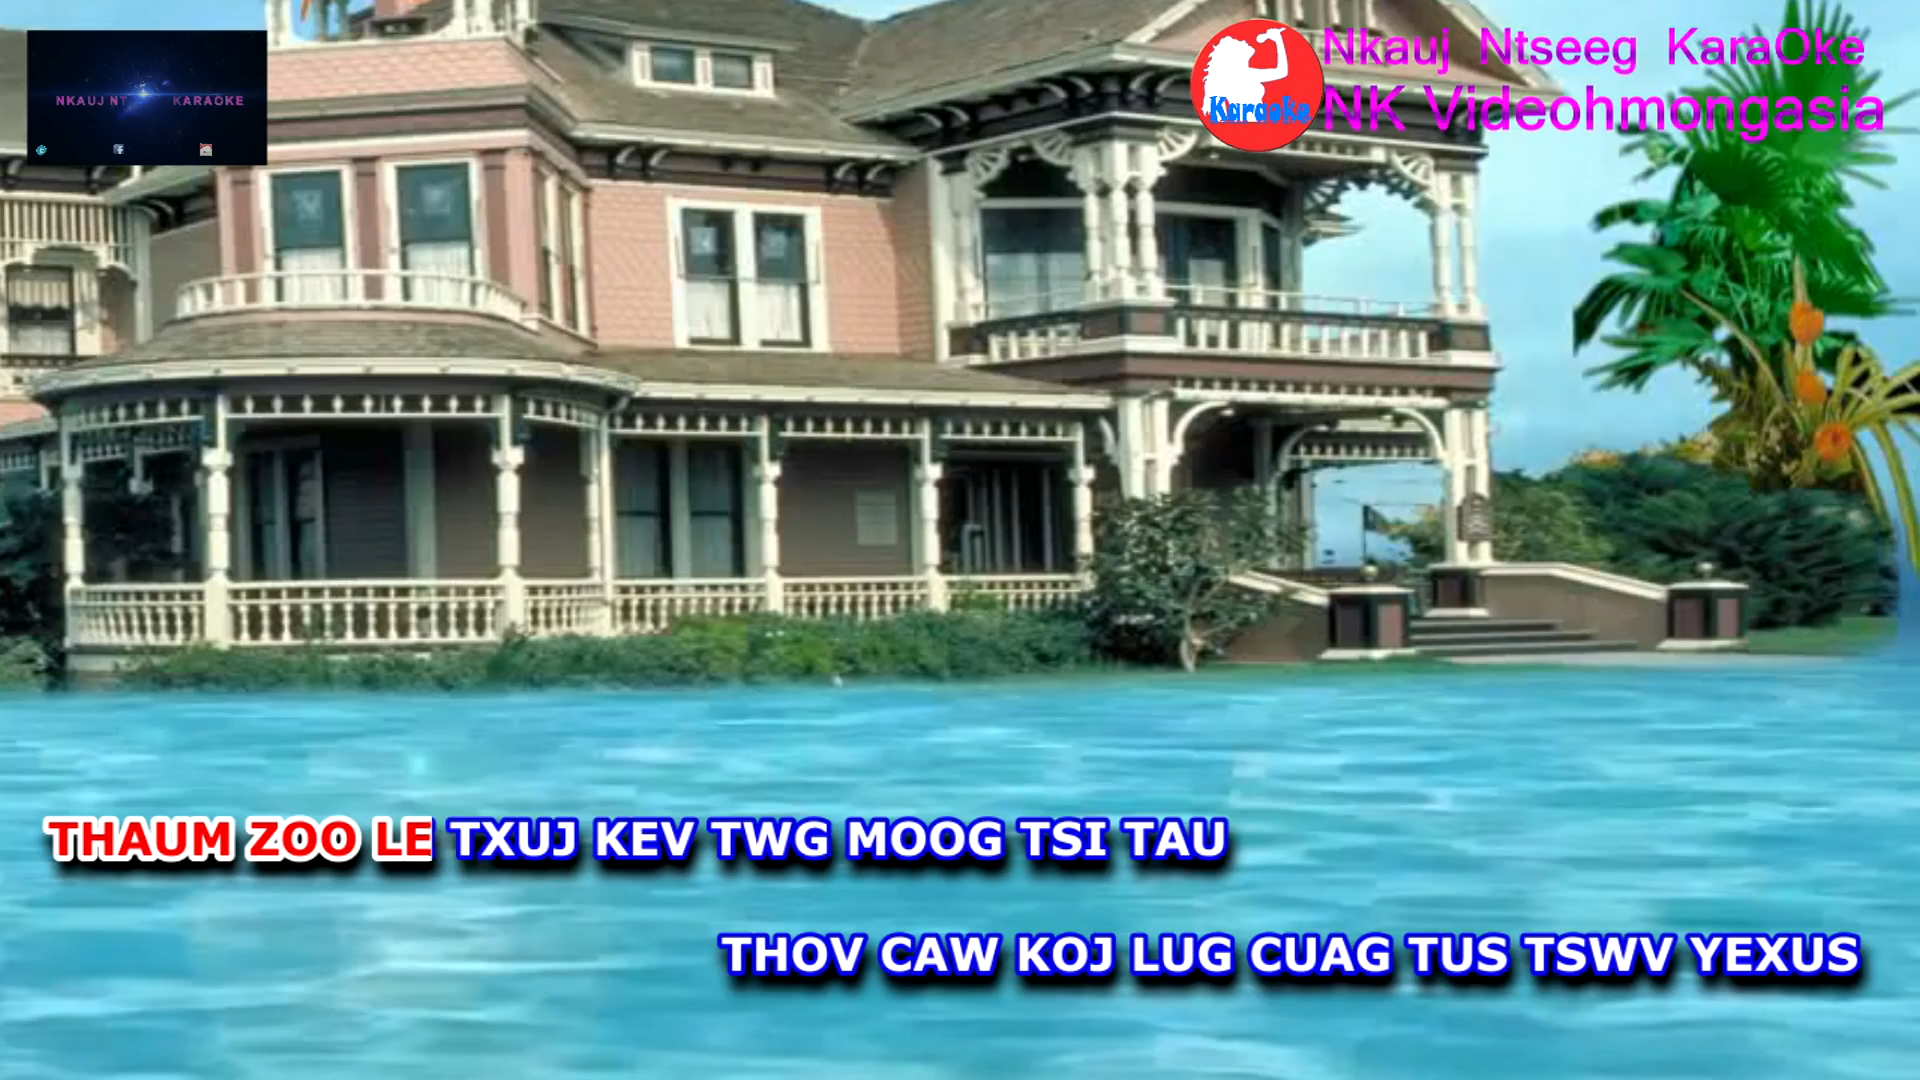 NKAUJ NT KARAOKE
Nkauj Ntseeg KaraOke
Karaoke
NK Videohmongasia
THAUM ZOO LE TXUJ KEV TWG MOOG TSI TAU
THOV CAW KOJ LUG CUAG TUS TSWV YEXUS